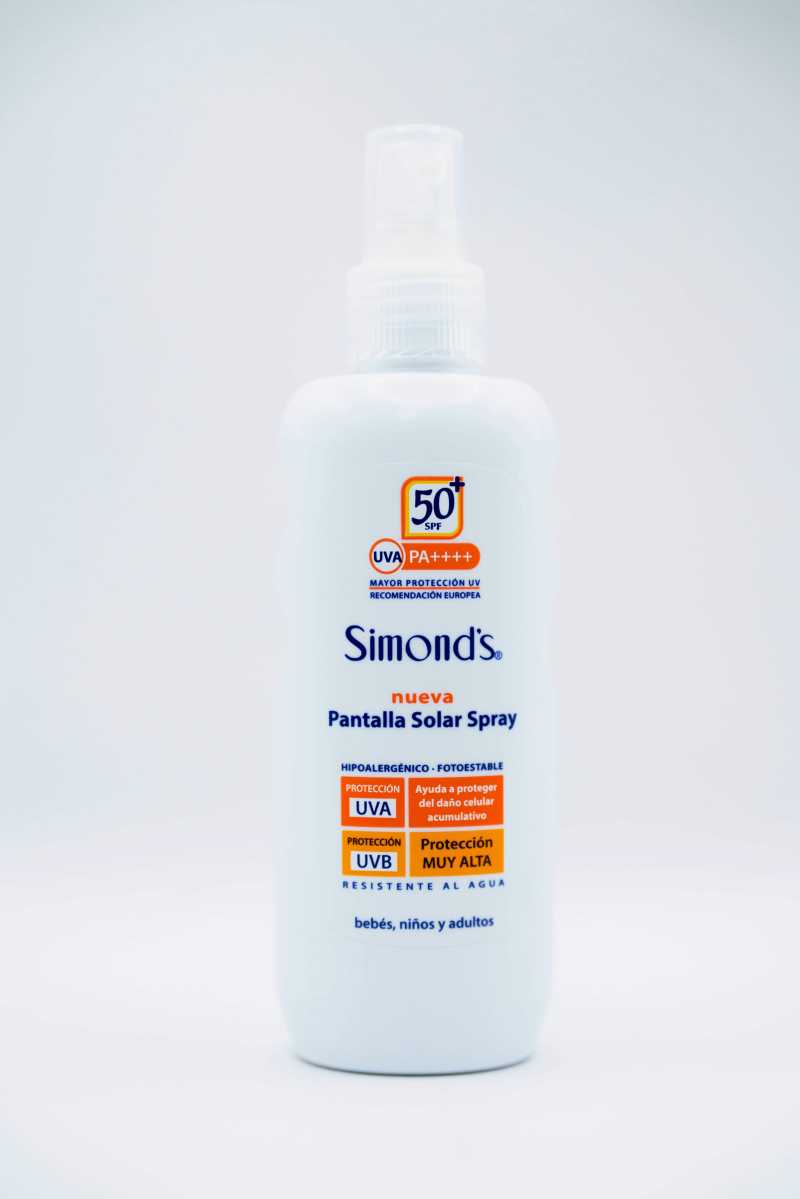 50+
SPF
UVA PA++++
MAYOR PROTECCIÓN UV
RECOMENDACIÓN EUROPEA
Simond's®
nueva
Pantalla Solar Spray
HIPOALERGÉNICO - FOTOESTABLE
PROTECCIÓN
UVA
Ayuda a proteger
del daño celular
acumulativo
PROTECCIÓN
UVB
Protección
MUY ALTA
RESISTENTE AL AGUA
bebés, niños y adultos